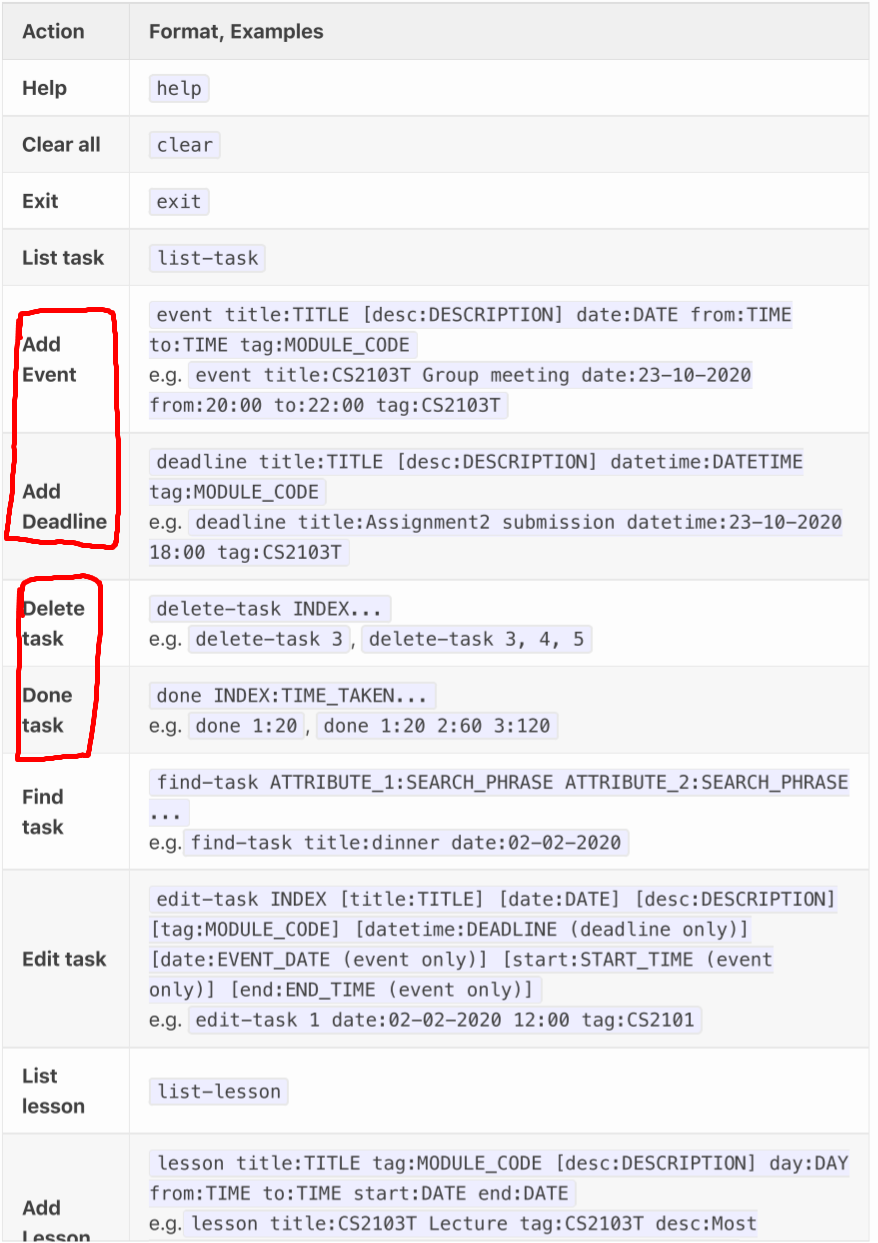 Action Format, Examples
Help help
Clear all clear
Exit exit
List task list-task
Add
Event
event title:TITLE [desc:DESCRIPTION] date:DATE from:TIME
to:TIME tag:MODULE_CODE
e.g. event title:CS2103T Group meeting date:23-10-2020
from:20:00 to:22:00 tag:CS2103T
Add
Deadline
deadline title:TITLE [desc:DESCRIPTION] datetime:DATETIME
tag:MODULE_CODE
e.g. deadline title:Assignment2 submission datetime:23-10-2020
18:00 tag:CS2103T
Delete
task
delete-task INDEX...
e.g. delete-task 3, delete-task 3, 4, 5
Done
task
done INDEX:TIME_TAKEN...
e.g. done 1:20, done 1:20 2:60 3:120
Find
task
find-task ATTRIBUTE_1:SEARCH_PHRASE ATTRIBUTE_2:SEARCH_PHRASE
...
e.g. find-task title:dinner date:02-02-2020
Edit task
edit-task INDEX [title:TITLE] [date:DATE] [desc:DESCRIPTION]
[tag:MODULE_CODE] [datetime:DEADLINE (deadline only)]
[date:EVENT_DATE (event only)] [start:START_TIME (event
only)] [end:END_TIME (event only)]
e.g. edit-task 1 date:02-02-2020 12:00 tag:CS2101
List
lesson
list-lesson
Add
Lesson
lesson title:TITLE tag:MODULE_CODE [desc:DESCRIPTION] day:DAY
from:TIME to:TIME start:DATE end:DATE
e.g. lesson title:CS2103T Lecture tag:CS2103T desc:Most